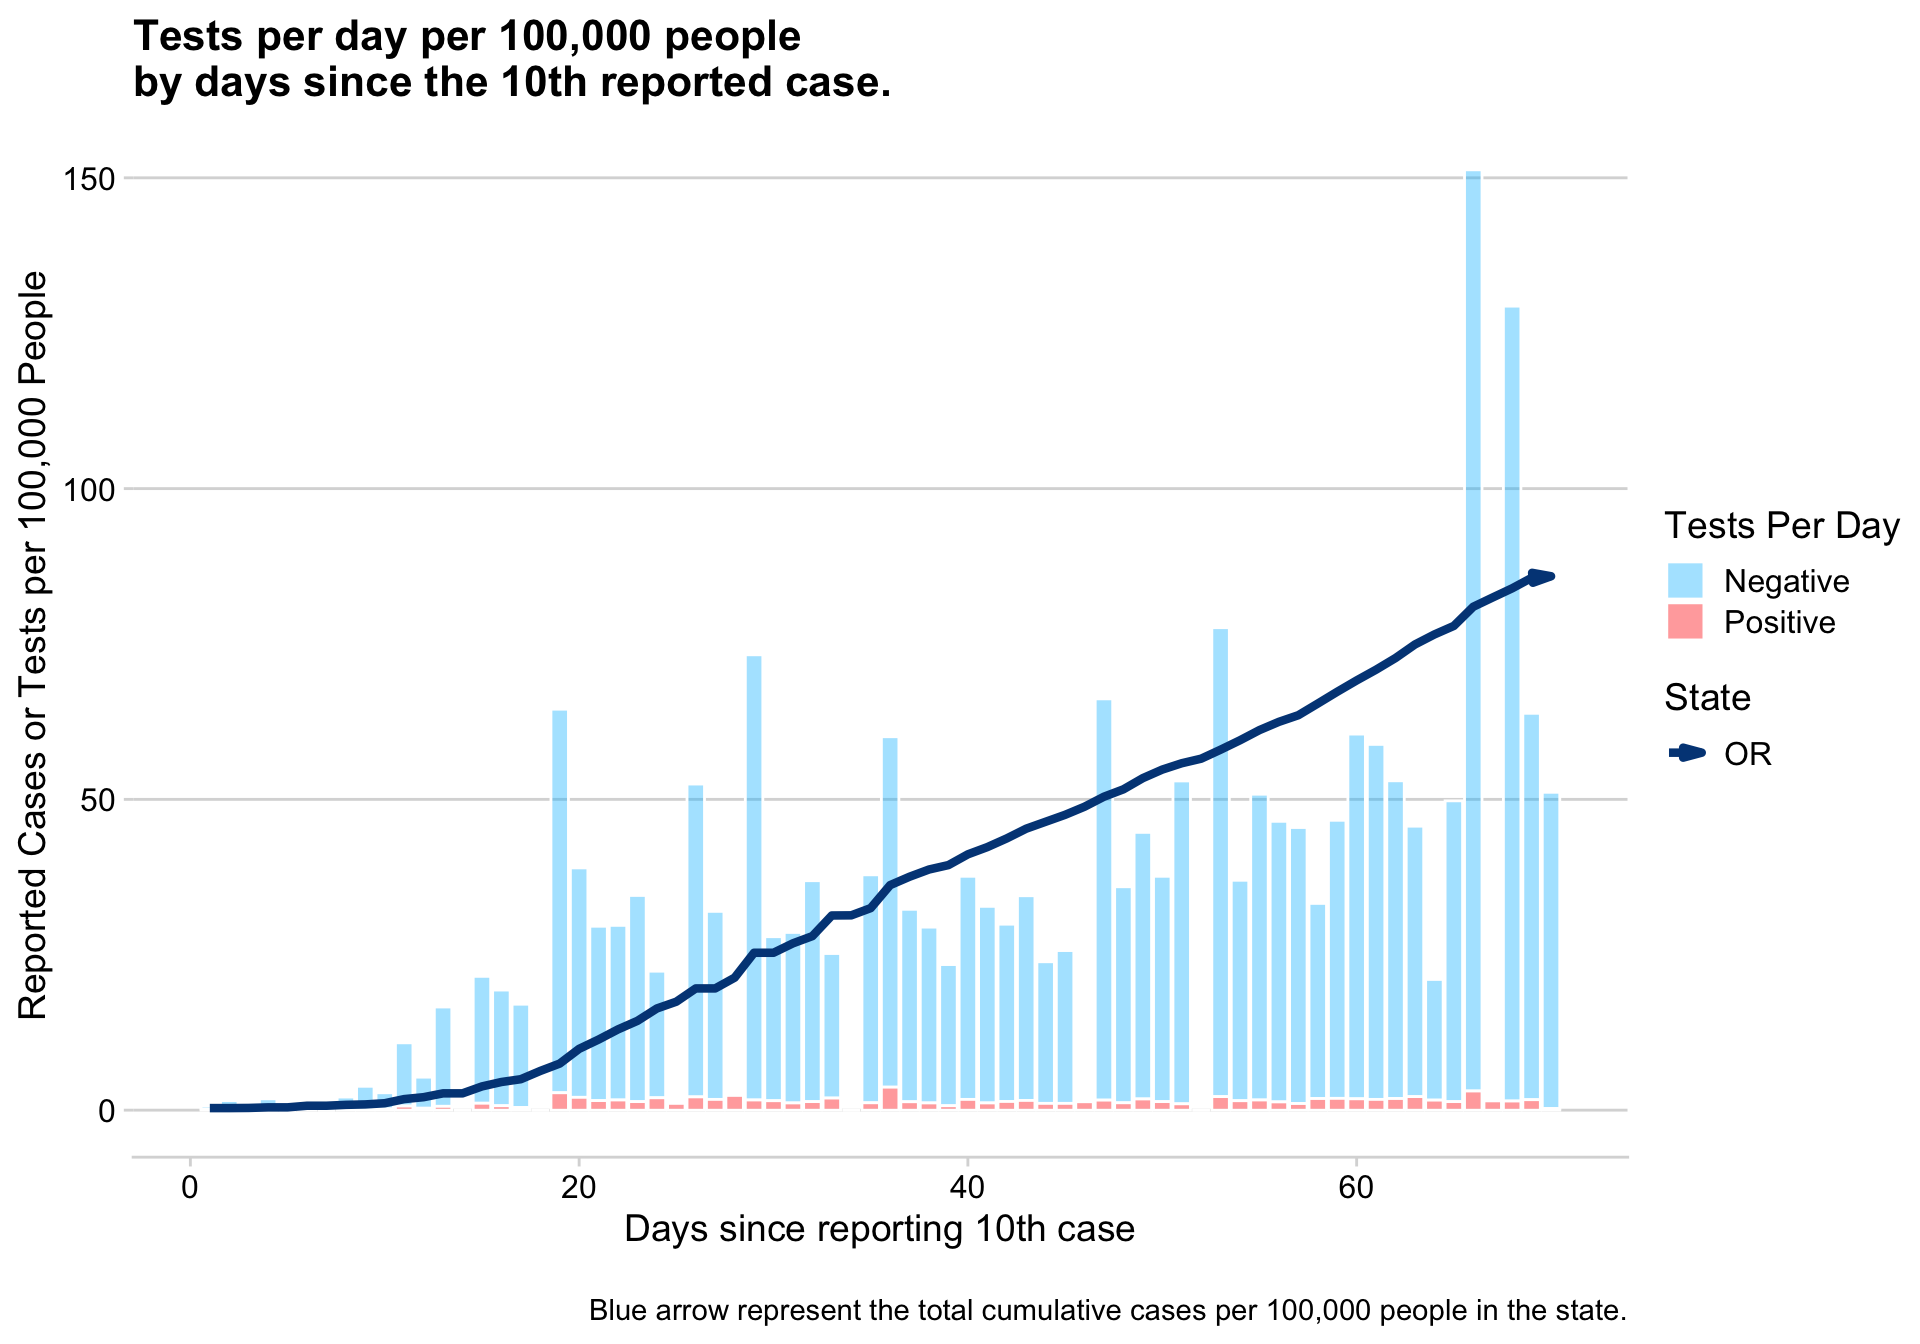 Tests per day per 100,000 people
by days since the 10th reported case.
Reported Cases or Tests per 100,000 People
150
100
50
0
0 20 40 60
Days since reporting 10th case
Tests Per Day
Negative
Positive
State
OR
Blue arrow represent the total cumulative cases per 100,000 people in the state.